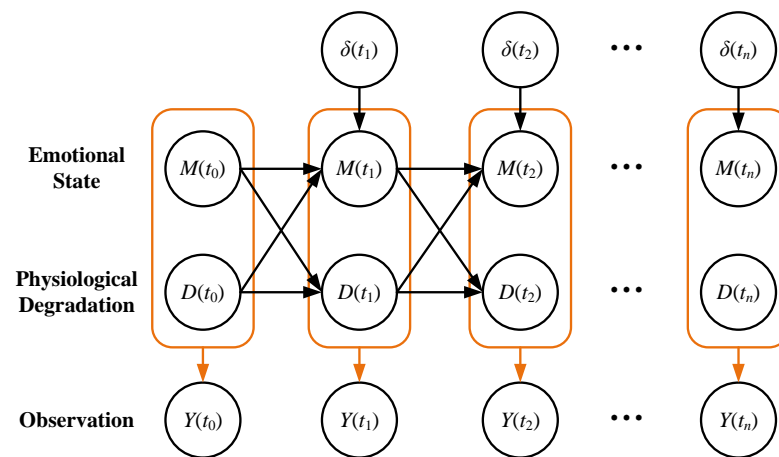 δ(t₁) δ(t₂) ••• δ(tₙ)
Emotional
State
M(t₀) M(t₁) M(t₂) ••• M(tₙ)
Physiological
Degradation
D(t₀) D(t₁) D(t₂) ••• D(tₙ)
Observation Y(t₀) Y(t₁) Y(t₂) ••• Y(tₙ)